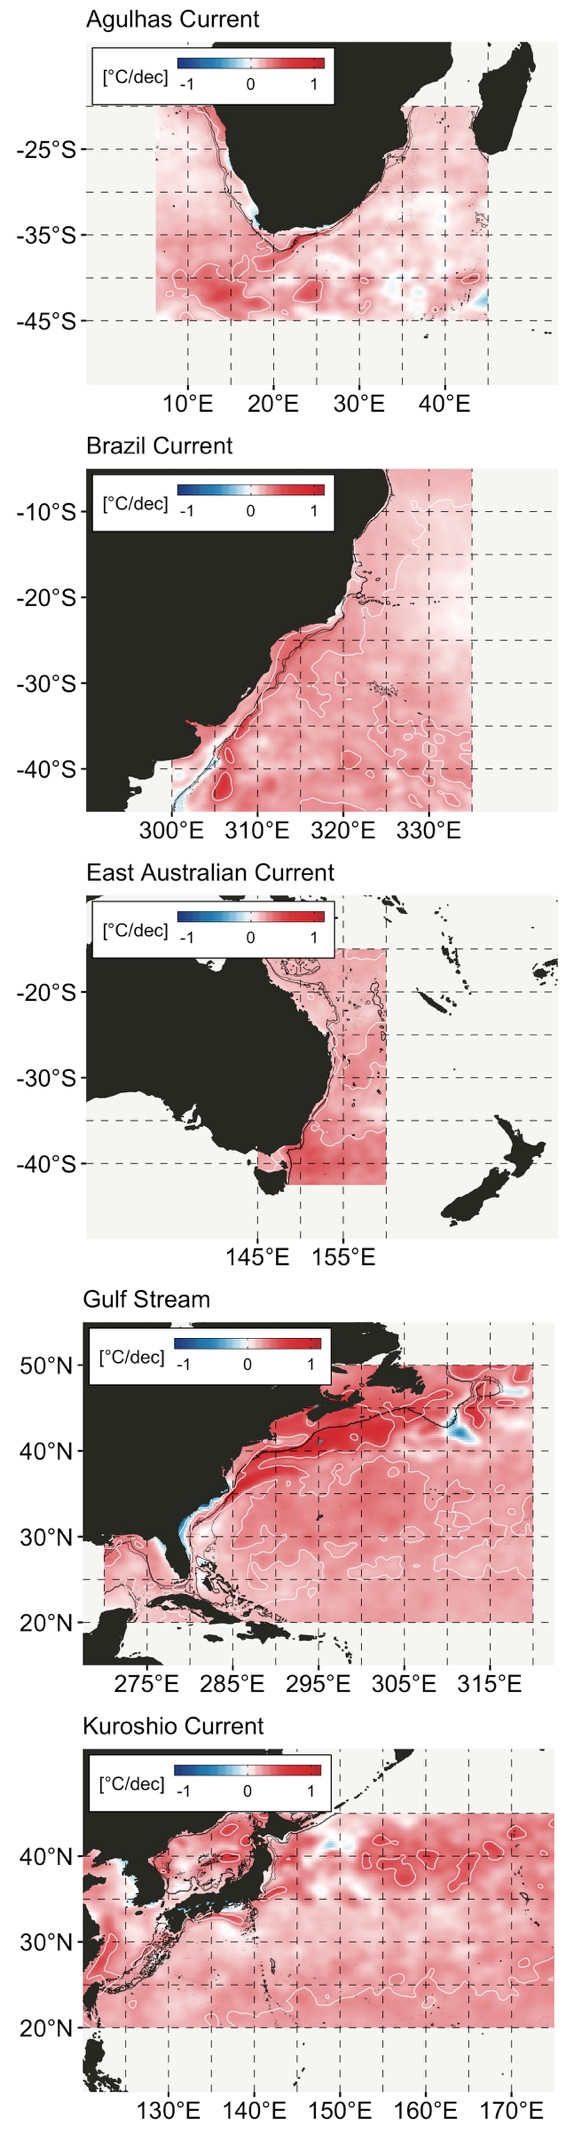 Agulhas Current
[°C/dec]
-1 0 1
-25°S
-35°S
-45°S
10°E 20°E 30°E 40°E
Brazil Current
[°C/dec]
-1 0 1
-10°S
-20°S
-30°S
-40°S
300°E 310°E 320°E 330°E
East Australian Current
[°C/dec]
-1 0 1
-20°S
-30°S
-40°S
145°E 155°E
Gulf Stream
[°C/dec]
-1 0 1
50°N
40°N
30°N
20°N
275°E 285°E 295°E 305°E 315°E
Kuroshio Current
[°C/dec]
-1 0 1
40°N
30°N
20°N
130°E 140°E 150°E 160°E 170°E